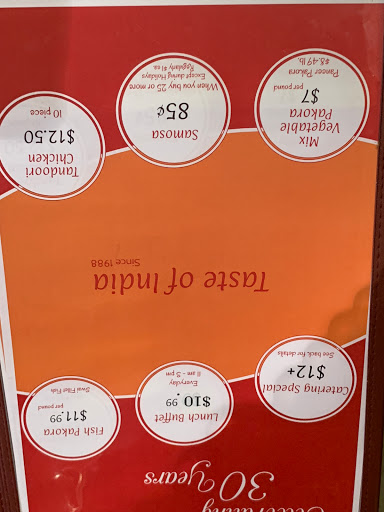 Celebrating
30 Years
Fish Pakora
$11.99
per pound
Swai Fillet Fish
Lunch Buffet
$10.99
Everyday
11 am - 3 pm
Catering Special
$12+
See back for details
Taste of India
Since 1988
Tandoori
Chicken
$12.50
10 piece
Samosa
85¢
When you buy 25 or more
Except during Holidays
Regularly $1 ea
Mix
Vegetable
Pakora
$7
per pound
Paneer Pakora
$8.49 lb.